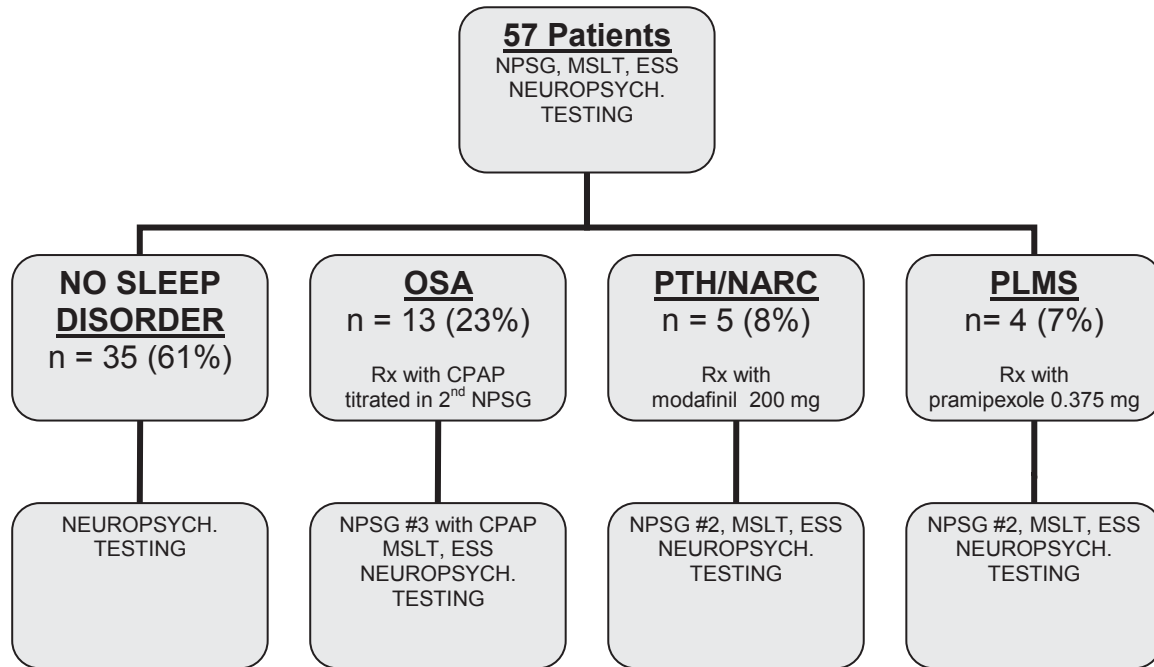 57 Patients
NPSG, MSLT, ESS
NEUROPSYCH.
TESTING
NO SLEEP
DISORDER
n = 35 (61%)
OSA
n = 13 (23%)
Rx with CPAP
titrated in 2nd NPSG
PTH/NARC
n = 5 (8%)
Rx with
modafinil 200 mg
PLMS
n= 4 (7%)
Rx with
pramipexole 0.375 mg
NEUROPSYCH.
TESTING
NPSG #3 with CPAP
MSLT, ESS
NEUROPSYCH.
TESTING
NPSG #2, MSLT, ESS
NEUROPSYCH.
TESTING
NPSG #2, MSLT, ESS
NEUROPSYCH.
TESTING